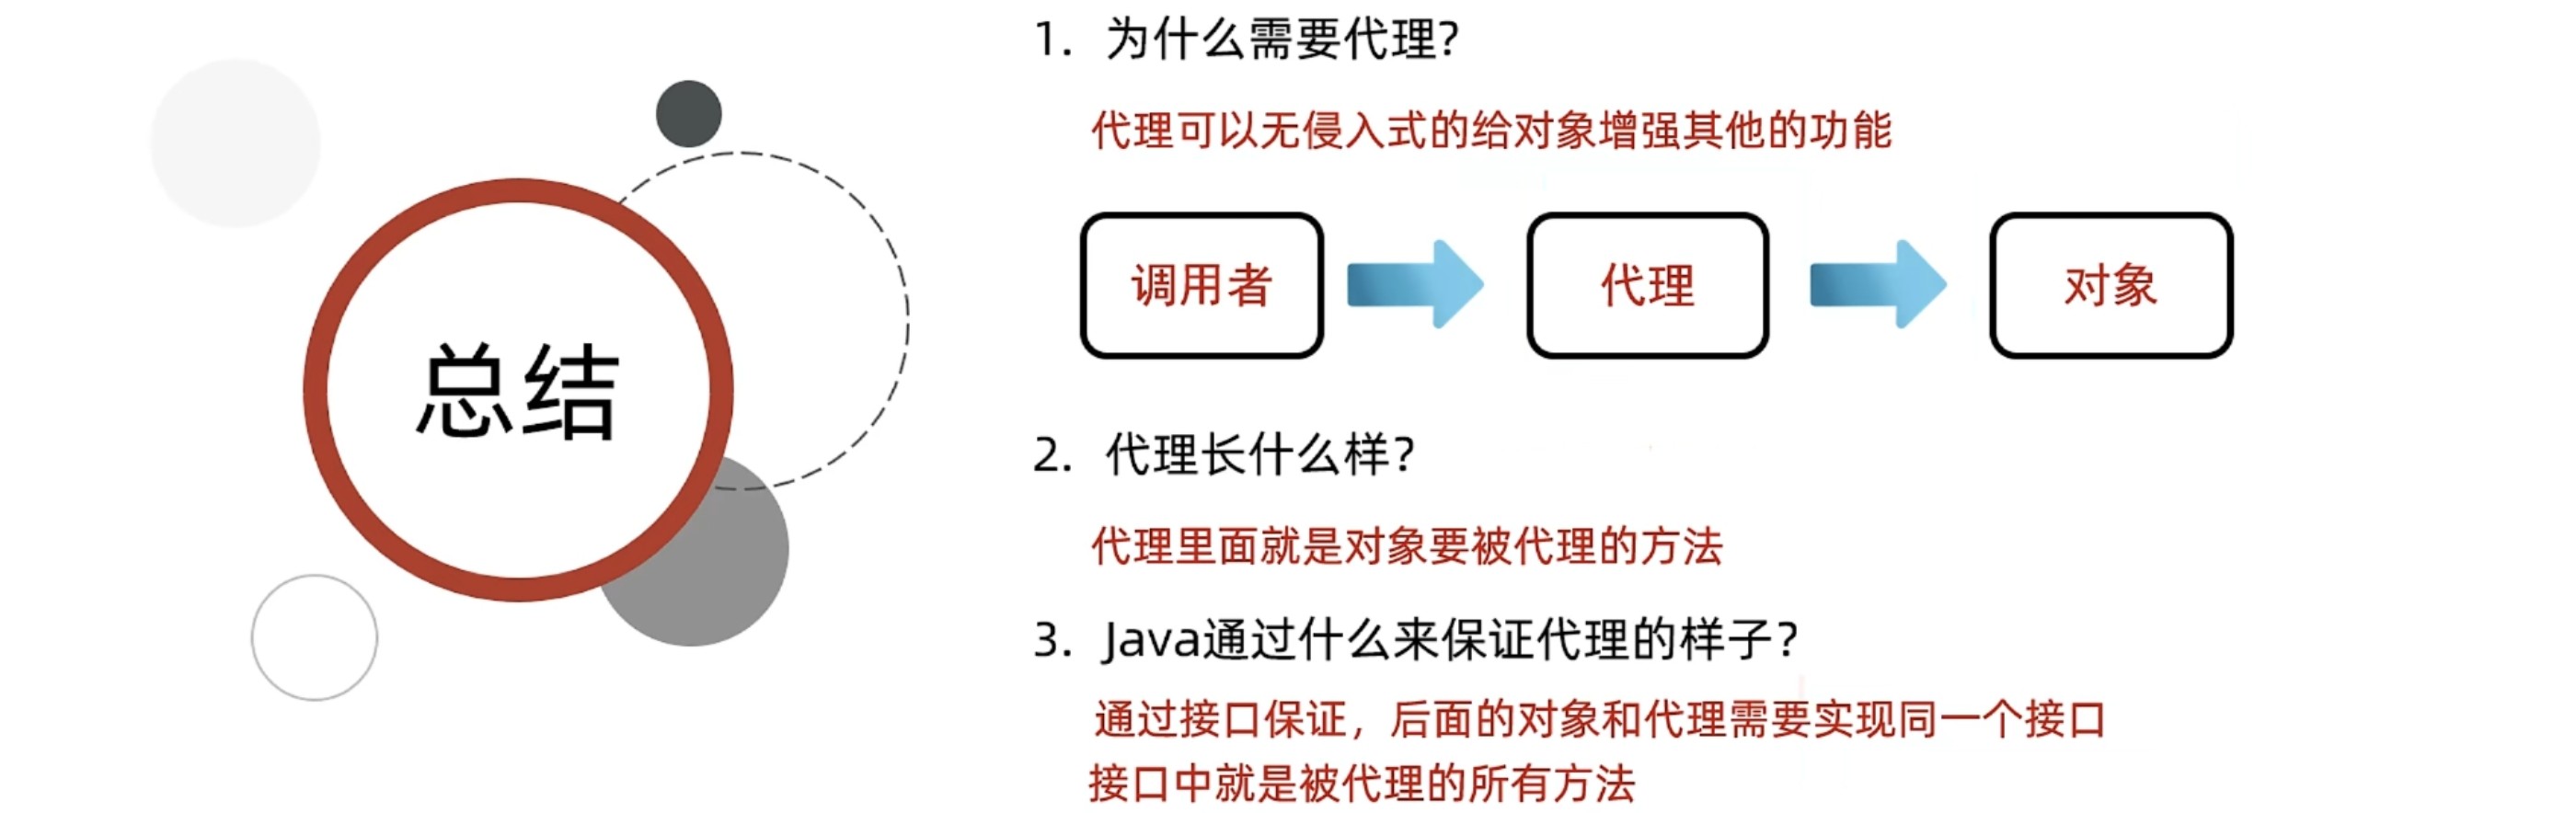 总结
1. 为什么需要代理?
代理可以无侵入式的给对象增强其他的功能
调用者
代理
对象
2. 代理长什么样?
代理里面就是对象要被代理的方法
3. Java通过什么来保证代理的样子?
通过接口保证，后面的对象和代理需要实现同一个接口
接口中就是被代理的所有方法